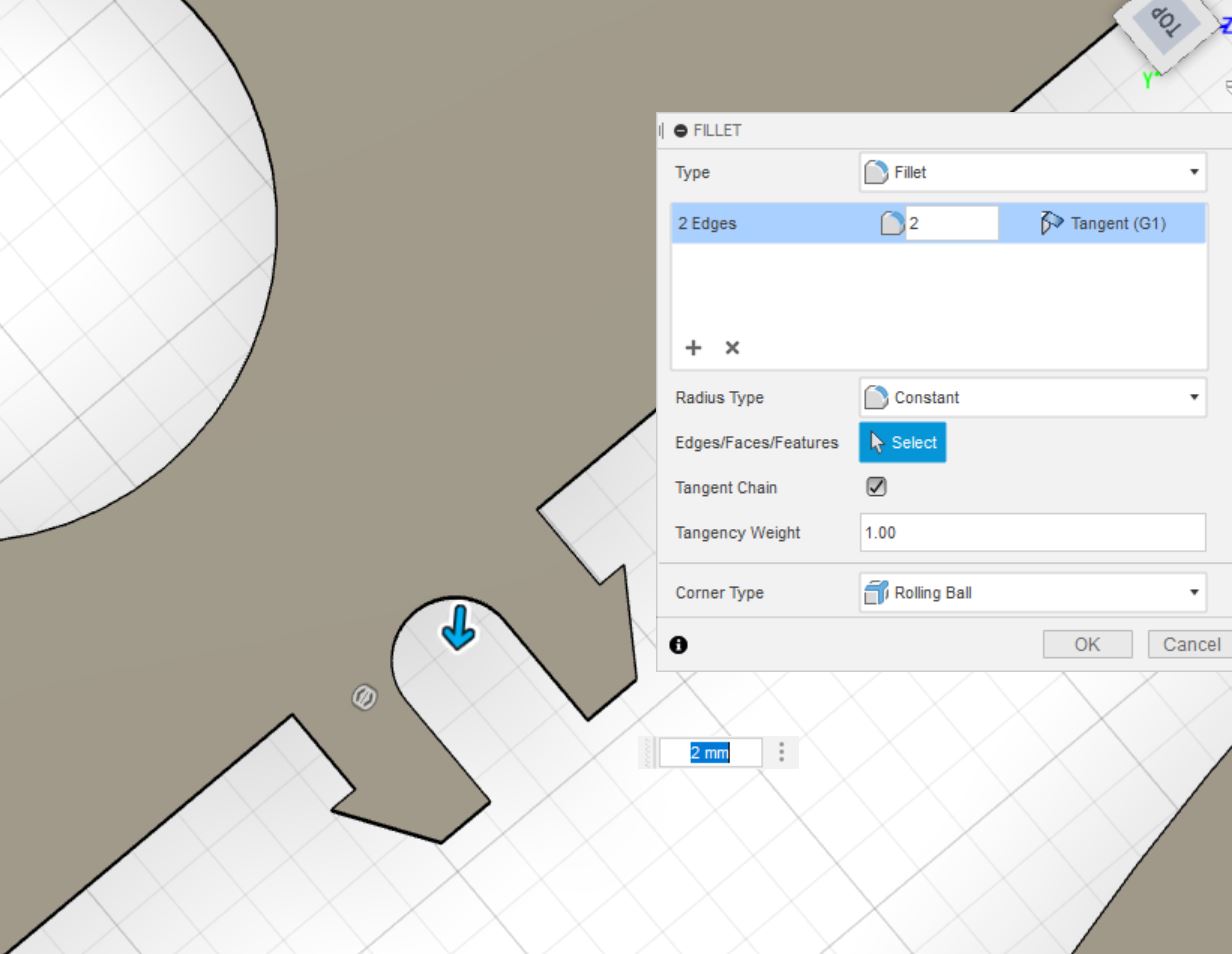 TOP
Z
Y
FILLET
Type Fillet
2 Edges 2 Tangent (G1)
Radius Type Constant
Edges/Faces/Features Select
Tangent Chain
Tangency Weight 1.00
Corner Type Rolling Ball
OK Cancel
2 mm